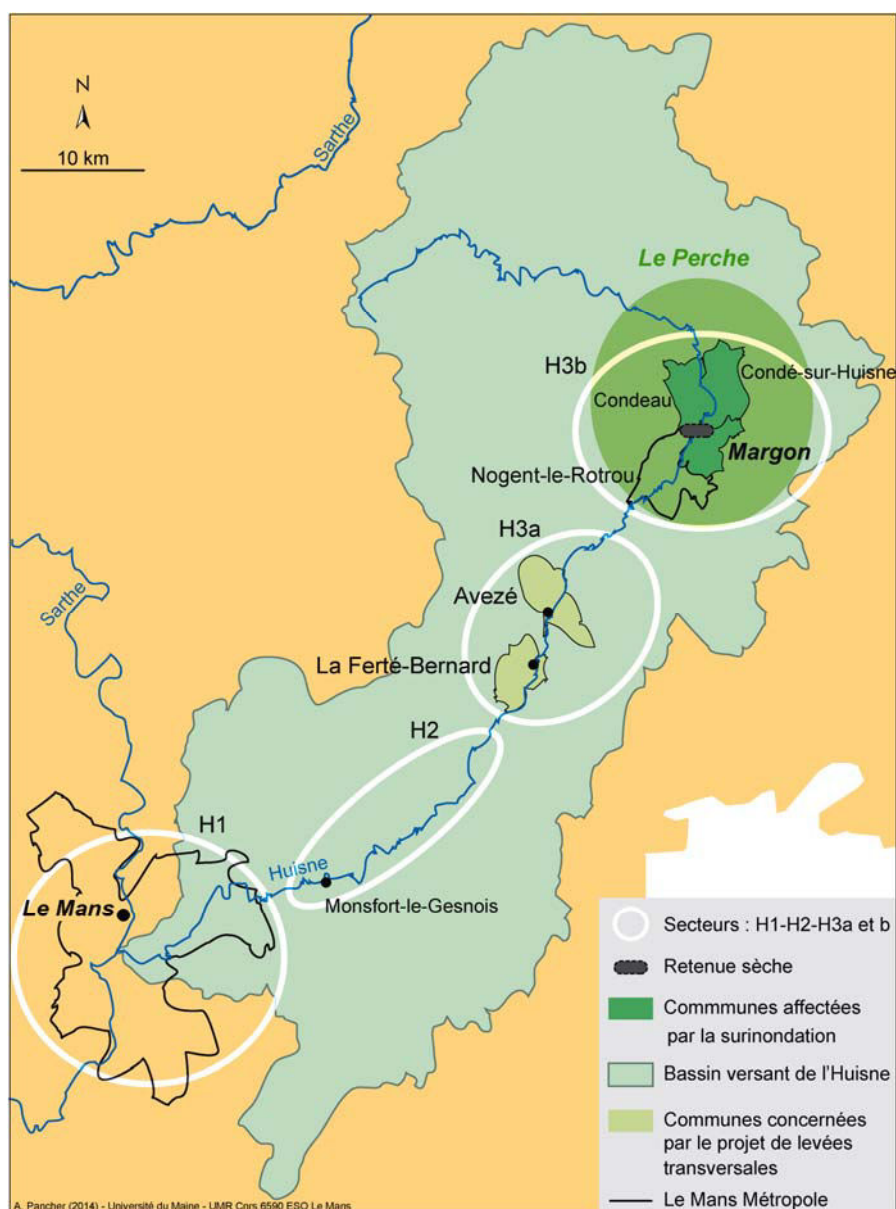 N
10 km
Sarthe
Le Perche
H3b
Condé-sur-Huisne
Condeau
Margon
Nogent-le-Rotrou
H3a
Sarthe
Avezé
La Ferté-Bernard
H2
H1
Huisne
Le Mans
Monsfort-le-Gesnois
Secteurs : H1-H2-H3a et b
Retenue sèche
Commmunes affectées
par la surinondation
Bassin versant de l'Huisne
Communes concernées
par le projet de levées
transversales
Le Mans Métropole
A. Pancher (2014) - Université du Maine - UMR Cnrs 6590 ESO Le Mans